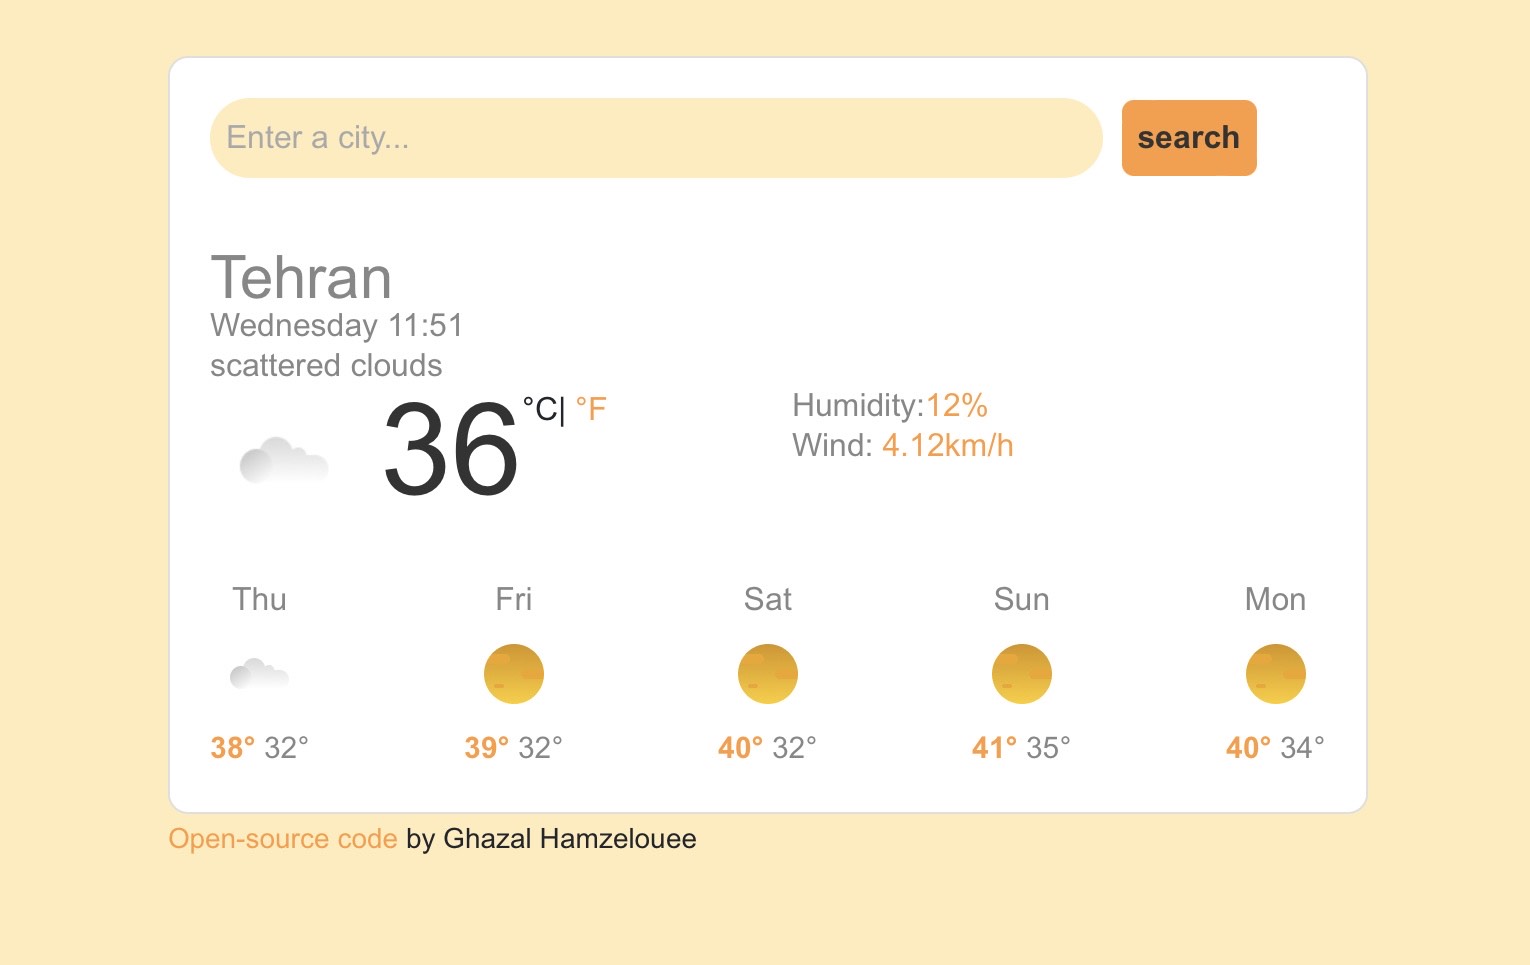 Enter a city...
search
Tehran
Wednesday 11:51
scattered clouds
36 °C| °F
Humidity:12%
Wind: 4.12km/h
Thu Fri Sat Sun Mon
38° 32° 39° 32° 40° 32° 41° 35° 40° 34°
Open-source code by Ghazal Hamzelouee